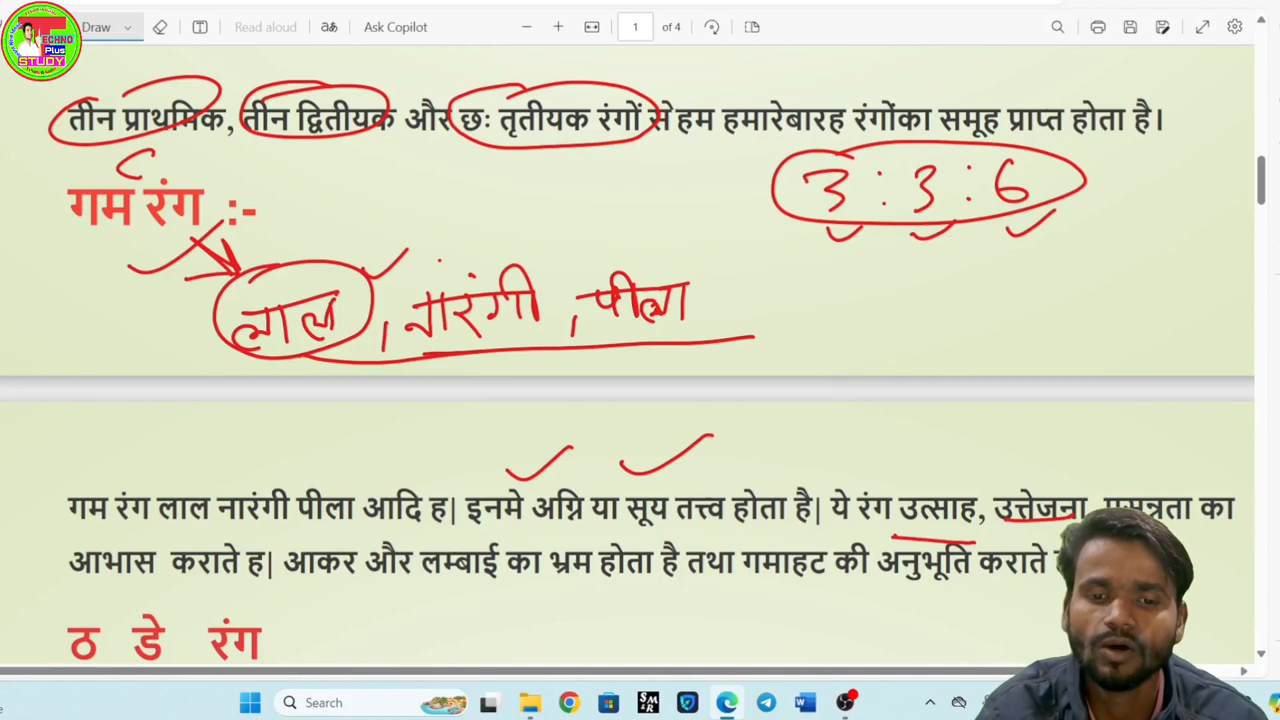 Draw
Read aloud
aあ
Ask Copilot
1
of 4
TECHNO
Plus
STUDY
तीन प्राथमिक, तीन द्वितीयक और छः तृतीयक रंगों से हम हमारेबारह रंगोंका समूह प्राप्त होता है।
3 : 3 : 6
गम रंग :-
लाल , नारंगी , पीला
गम रंग लाल नारंगी पीला आदि ह| इनमे अग्नि या सूय तत्त्व होता है| ये रंग उत्साह, उत्तेजना, प्रसन्नता का
आभास कराते ह| आकर और लम्बाई का भ्रम होता है तथा गमाहट की अनुभूति कराते
ठ डे रंग
Search